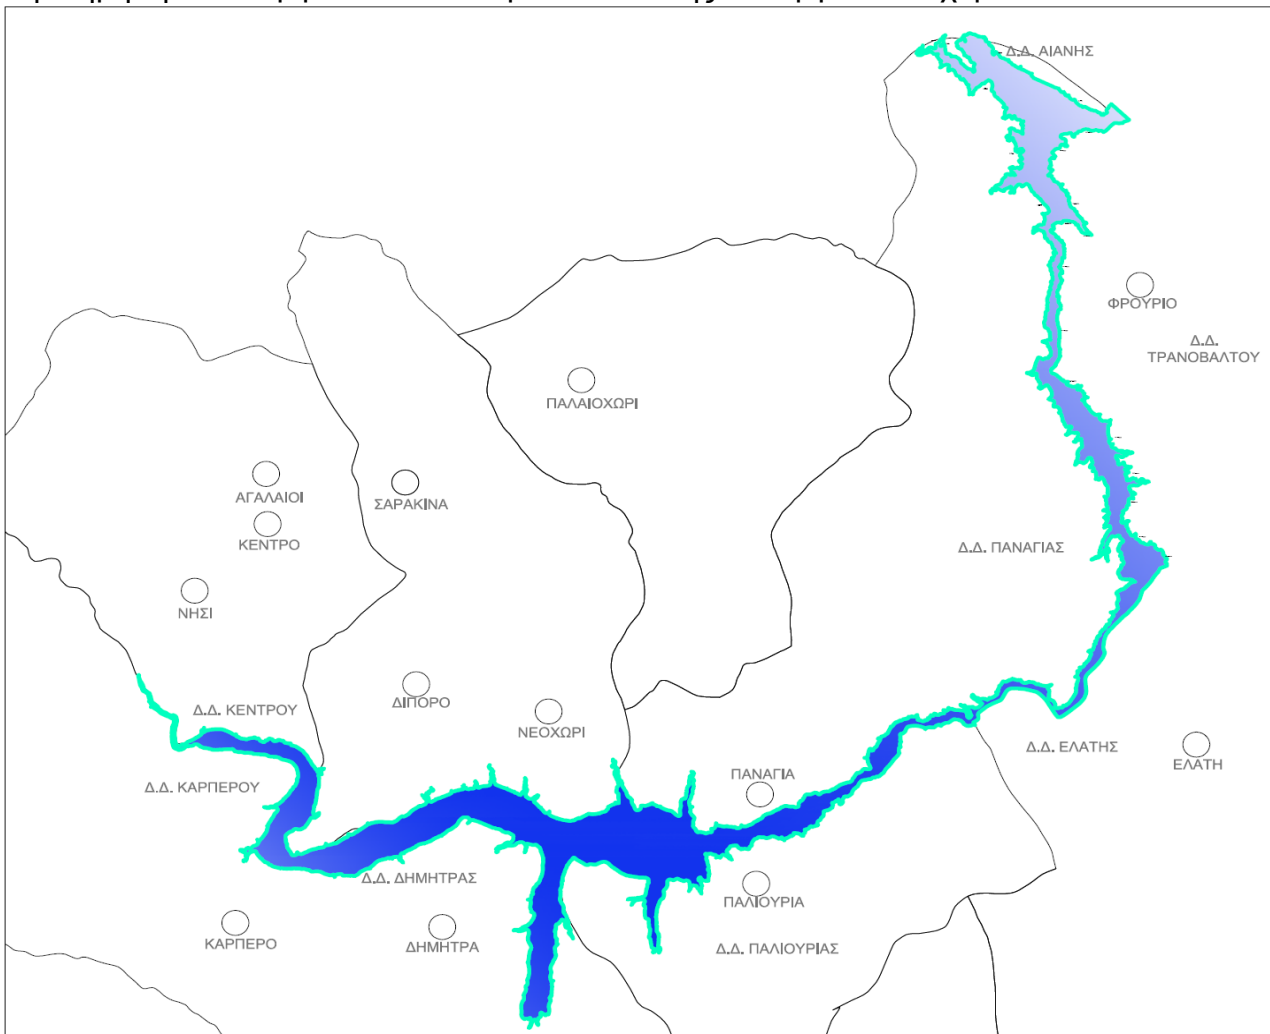 Δ.Δ. ΑΙΑΝΗΣ
ΦΡΟΥΡΙΟ
Δ.Δ.
ΤΡΑΝΟΒΑΛΤΟΥ
ΠΑΛΑΙΟΧΩΡΙ
ΑΓΑΛΑΙΟΙ
ΣΑΡΑΚΙΝΑ
ΚΕΝΤΡΟ
Δ.Δ. ΠΑΝΑΓΙΑΣ
ΝΗΣΙ
Δ.Δ. ΚΕΝΤΡΟΥ
ΔΙΠΟΡΟ
ΝΕΟΧΩΡΙ
Δ.Δ. ΕΛΑΤΗΣ
ΕΛΑΤΗ
ΠΑΝΑΓΙΑ
Δ.Δ. ΚΑΡΠΕΡΟΥ
Δ.Δ. ΔΗΜΗΤΡΑΣ
ΠΑΛΙΟΥΡΙΑ
ΚΑΡΠΕΡΟ
ΔΗΜΗΤΡΑ
Δ.Δ. ΠΑΛΙΟΥΡΙΑΣ